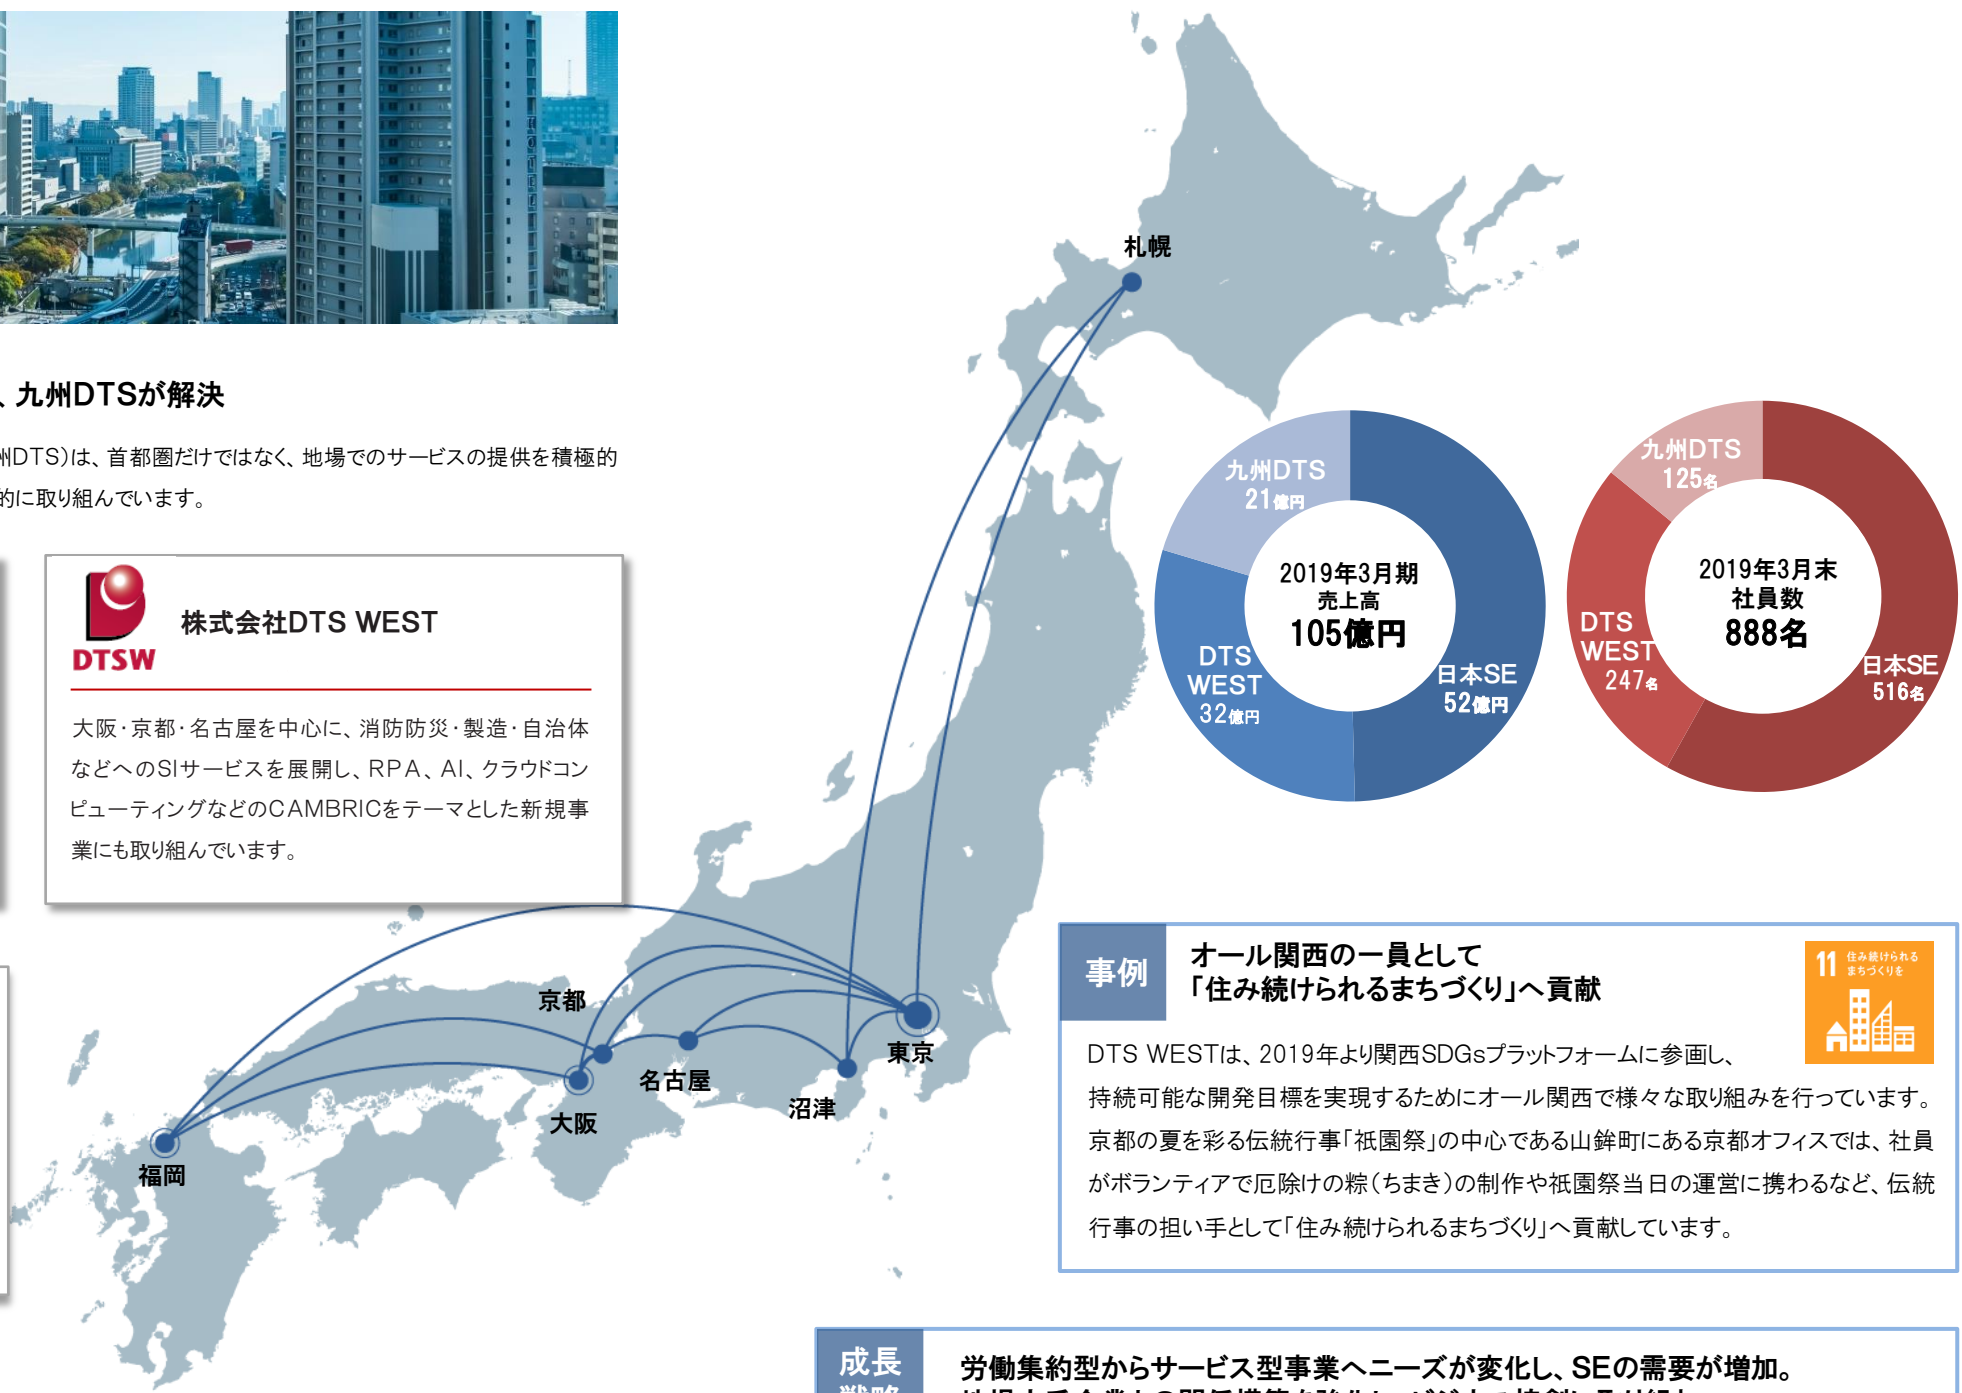 、九州DTSが解決
州DTS)は、首都圏だけではなく、地場でのサービスの提供を積極的
的に取り組んでいます。
DTSW
株式会社DTS WEST
大阪・京都・名古屋を中心に、消防防災・製造・自治体
などへのSIサービスを展開し、RPA、AI、クラウドコン
ピューティングなどのCAMBRICをテーマとした新規事
業にも取り組んでいます。
札幌
京都
名古屋
東京
沼津
大阪
福岡
九州DTS
21億円
2019年3月期
売上高
105億円
DTS
WEST
32億円
日本SE
52億円
九州DTS
125名
2019年3月末
社員数
888名
DTS
WEST
247名
日本SE
516名
事例
オール関西の一員として
「住み続けられるまちづくり」へ貢献
11 住み続けられる
まちづくりを
DTS WESTは、2019年より関西SDGsプラットフォームに参画し、
持続可能な開発目標を実現するためにオール関西で様々な取り組みを行っています。
京都の夏を彩る伝統行事「祇園祭」の中心である山鉾町にある京都オフィスでは、社員
がボランティアで厄除けの粽(ちまき)の制作や祇園祭当日の運営に携わるなど、伝統
行事の担い手として「住み続けられるまちづくり」へ貢献しています。
成長
労働集約型からサービス型事業へニーズが変化し、SEの需要が増加。